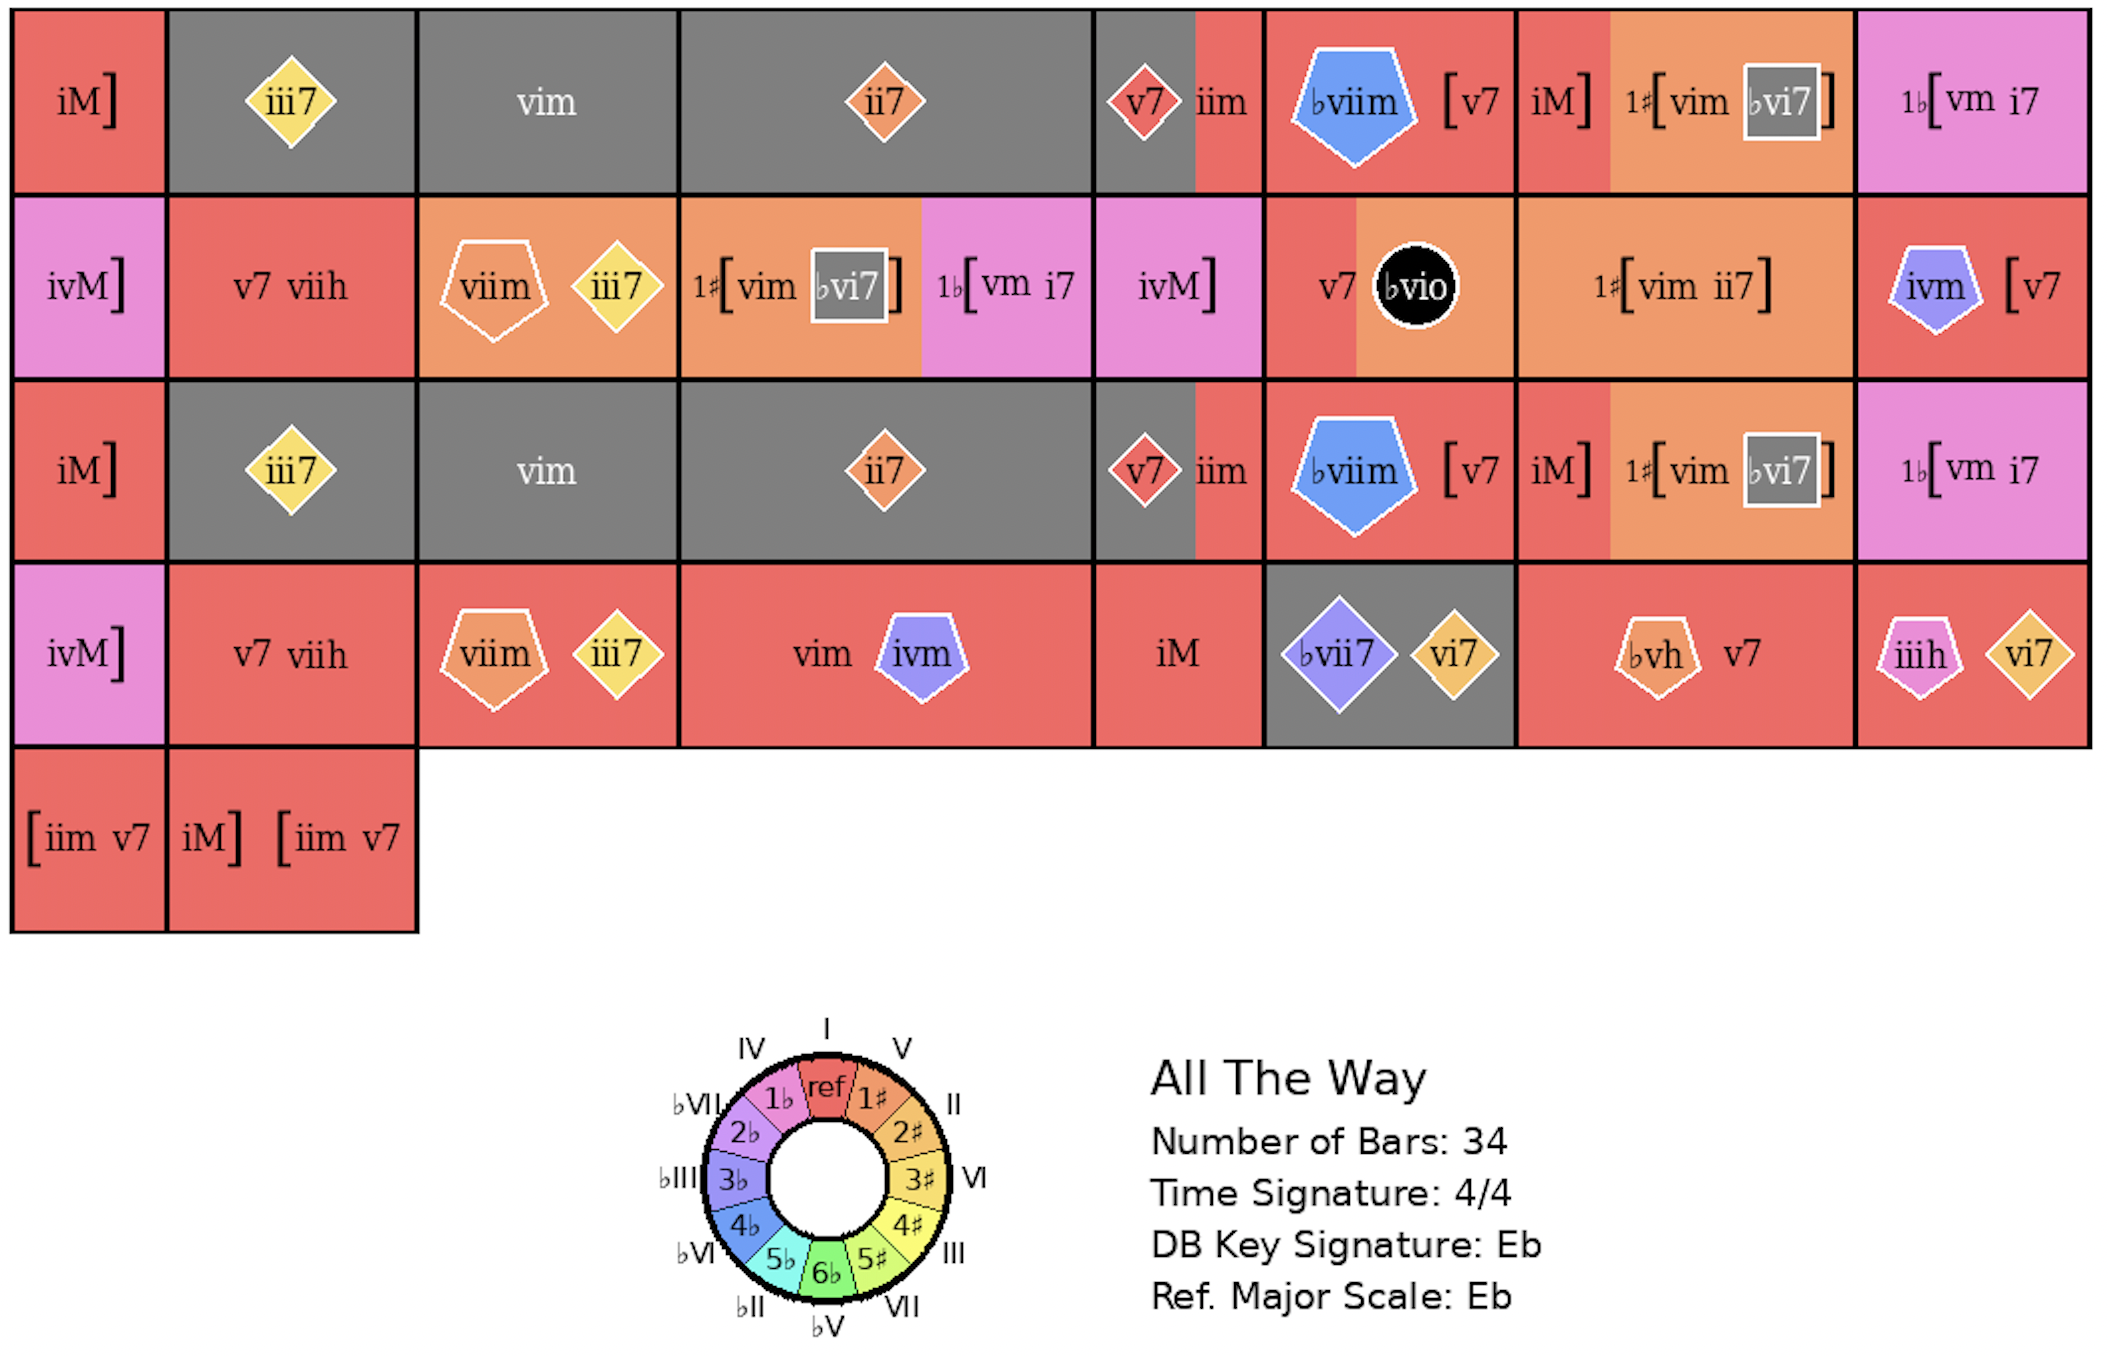 iM] iii7 vim ii7 v7 iim ♭viim [v7 iM] 1♯[vim ♭vi7] 1♭[vm i7
ivM] v7 viih viim iii7 1♯[vim ♭vi7] 1♭[vm i7 ivM] v7 ♭vio 1♯[vim ii7] ivm [v7
iM] iii7 vim ii7 v7 iim ♭viim [v7 iM] 1♯[vim ♭vi7] 1♭[vm i7
ivM] v7 viih viim iii7 vim ivm iM ♭vii7 vi7 ♭vh v7 iiih vi7
[iim v7 iM] [iim v7
I
IV V
ref
1♭ 1♯
♭VII II
2♭ 2♯
♭III 3♭ 3♯ VI
4♭ 4♯
♭VI III
5♭ 6♭ 5♯
♭II VII
♭V
All The Way
Number of Bars: 34
Time Signature: 4/4
DB Key Signature: Eb
Ref. Major Scale: Eb